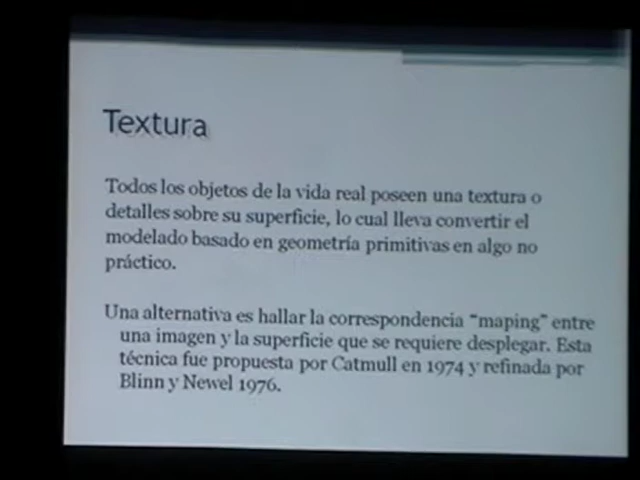 Textura
Todos los objetos de la vida real poseen una textura o
detalles sobre su superficie, lo cual lleva convertir el
modelado basado en geometría primitivas en algo no
práctico.
Una alternativa es hallar la correspondencia “maping” entre
una imagen y la superficie que se requiere desplegar. Esta
técnica fue propuesta por Catmull en 1974 y refinada por
Blinn y Newel 1976.